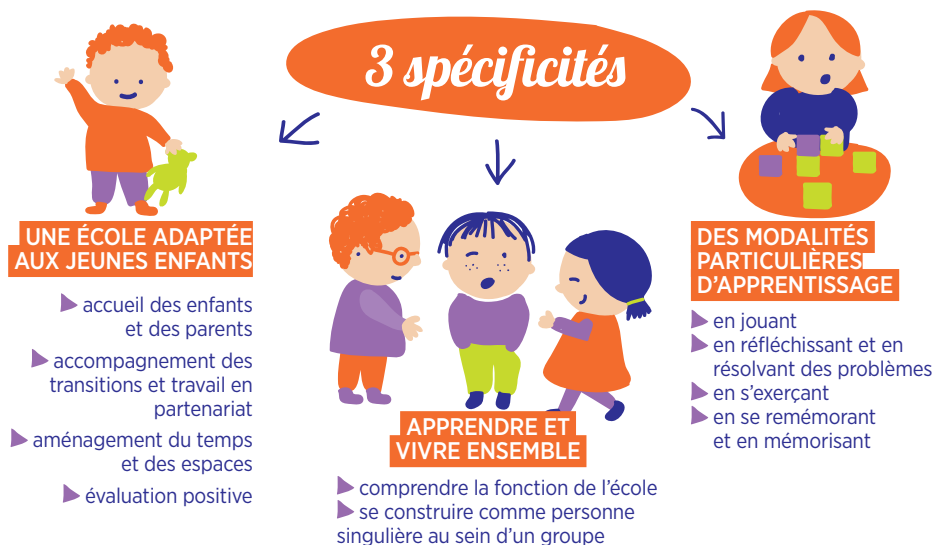 3 spécificités
UNE ÉCOLE ADAPTÉE
AUX JEUNES ENFANTS
accueil des enfants
et des parents
accompagnement des
transitions et travail en
partenariat
aménagement du temps
et des espaces
évaluation positive
APPRENDRE ET
VIVRE ENSEMBLE
comprendre la fonction de l'école
se construire comme personne
singulière au sein d'un groupe
DES MODALITÉS
PARTICULIÈRES
D'APPRENTISSAGE
en jouant
en réfléchissant et en
résolvant des problèmes
en s'exerçant
en se remémorant
et en mémorisant